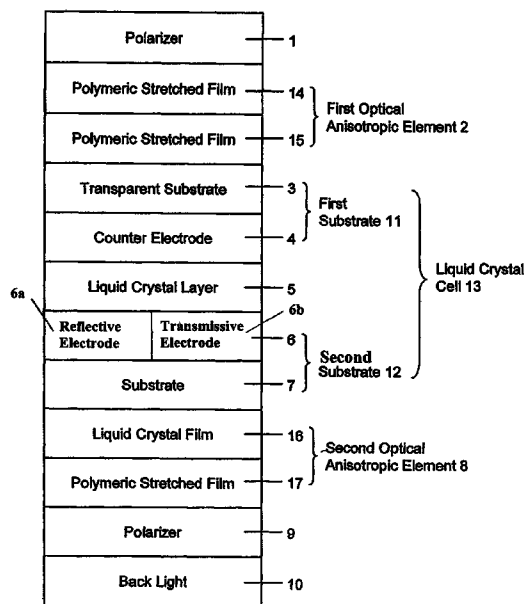 Polarizer 1
Polymeric Stretched Film 14
First Optical
Anisotropic Element 2
Polymeric Stretched Film 15
Transparent Substrate 3
First
Substrate 11
Counter Electrode 4
Liquid Crystal
Cell 13
Liquid Crystal Layer 5
6a
6b
Reflective
Electrode
Transmissive
Electrode
6
Second
Substrate 12
Substrate 7
Liquid Crystal Film 16
Second Optical
Anisotropic Element 8
Polymeric Stretched Film 17
Polarizer 9
Back Light 10